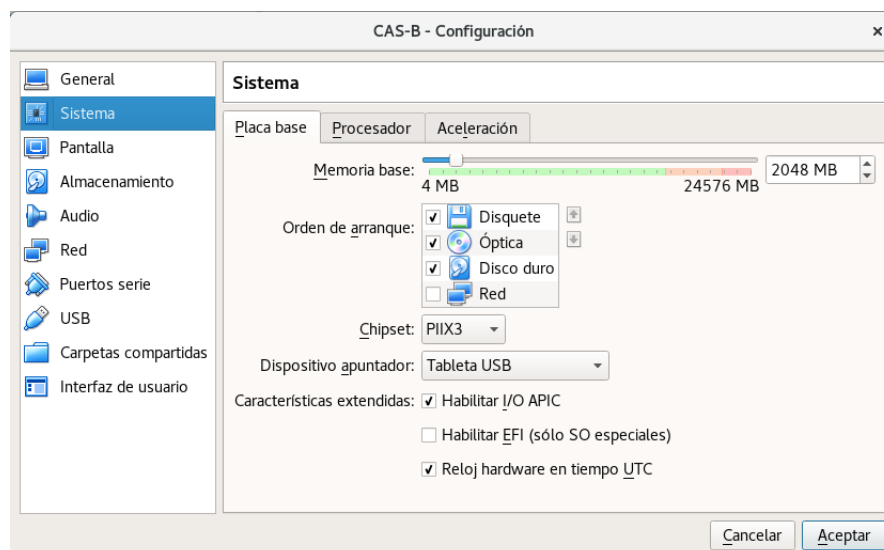 CAS-B - Configuración
General
Sistema
Pantalla
Almacenamiento
Audio
Red
Puertos serie
USB
Carpetas compartidas
Interfaz de usuario
Sistema
Placa base Procesador Aceleración
Memoria base: 2048 MB
4 MB 24576 MB
Orden de arranque: Disquete
Óptica
Disco duro
Red
Chipset: PIIX3
Dispositivo apuntador: Tableta USB
Características extendidas: Habilitar I/O APIC
Habilitar EFI (sólo SO especiales)
Reloj hardware en tiempo UTC
Cancelar Aceptar